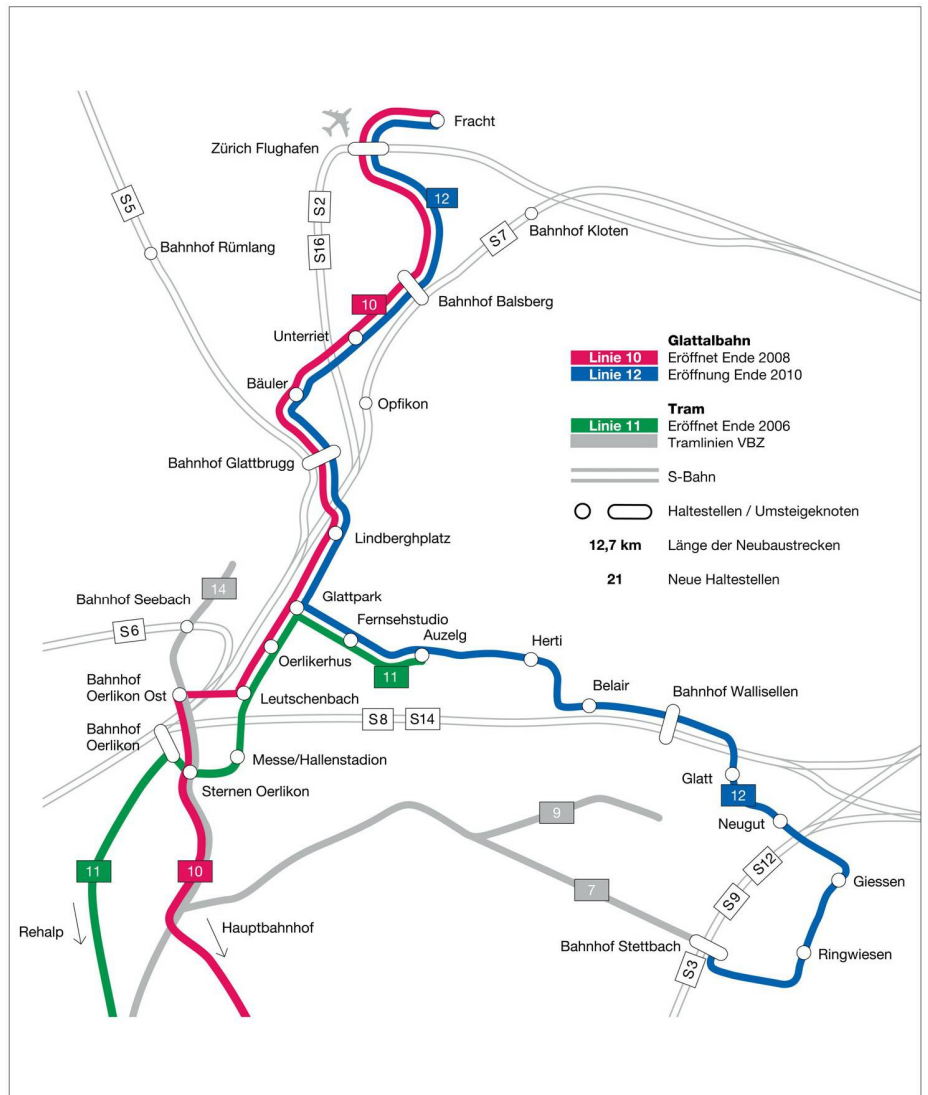 Fracht
Zürich Flughafen
12
S2
S5
S16
S7
Bahnhof Kloten
Bahnhof Rümlang
Bahnhof Balsberg
10
Unterriet
Bäuler
Opfikon
Bahnhof Glattbrugg
Glattalbahn
Linie 10 Eröffnet Ende 2008
Linie 12 Eröffnung Ende 2010
Tram
Linie 11 Eröffnet Ende 2006
Tramlinien VBZ
S-Bahn
Haltestellen / Umsteigeknoten
12,7 km Länge der Neubaustrecken
21 Neue Haltestellen
Lindberghplatz
14
Bahnhof Seebach
Glattpark
Fernsehstudio
Auzelg
S6
Herti
Oerlikerhus
11
Bahnhof
Oerlikon Ost
Leutschenbach
Belair
Bahnhof Wallisellen
S8
S14
Bahnhof
Oerlikon
Messe/Hallenstadion
Sternen Oerlikon
Glatt
12
Neugut
9
11
10
7
S12
S9
Giessen
Rehalp
Hauptbahnhof
Bahnhof Stettbach
S3
Ringwiesen